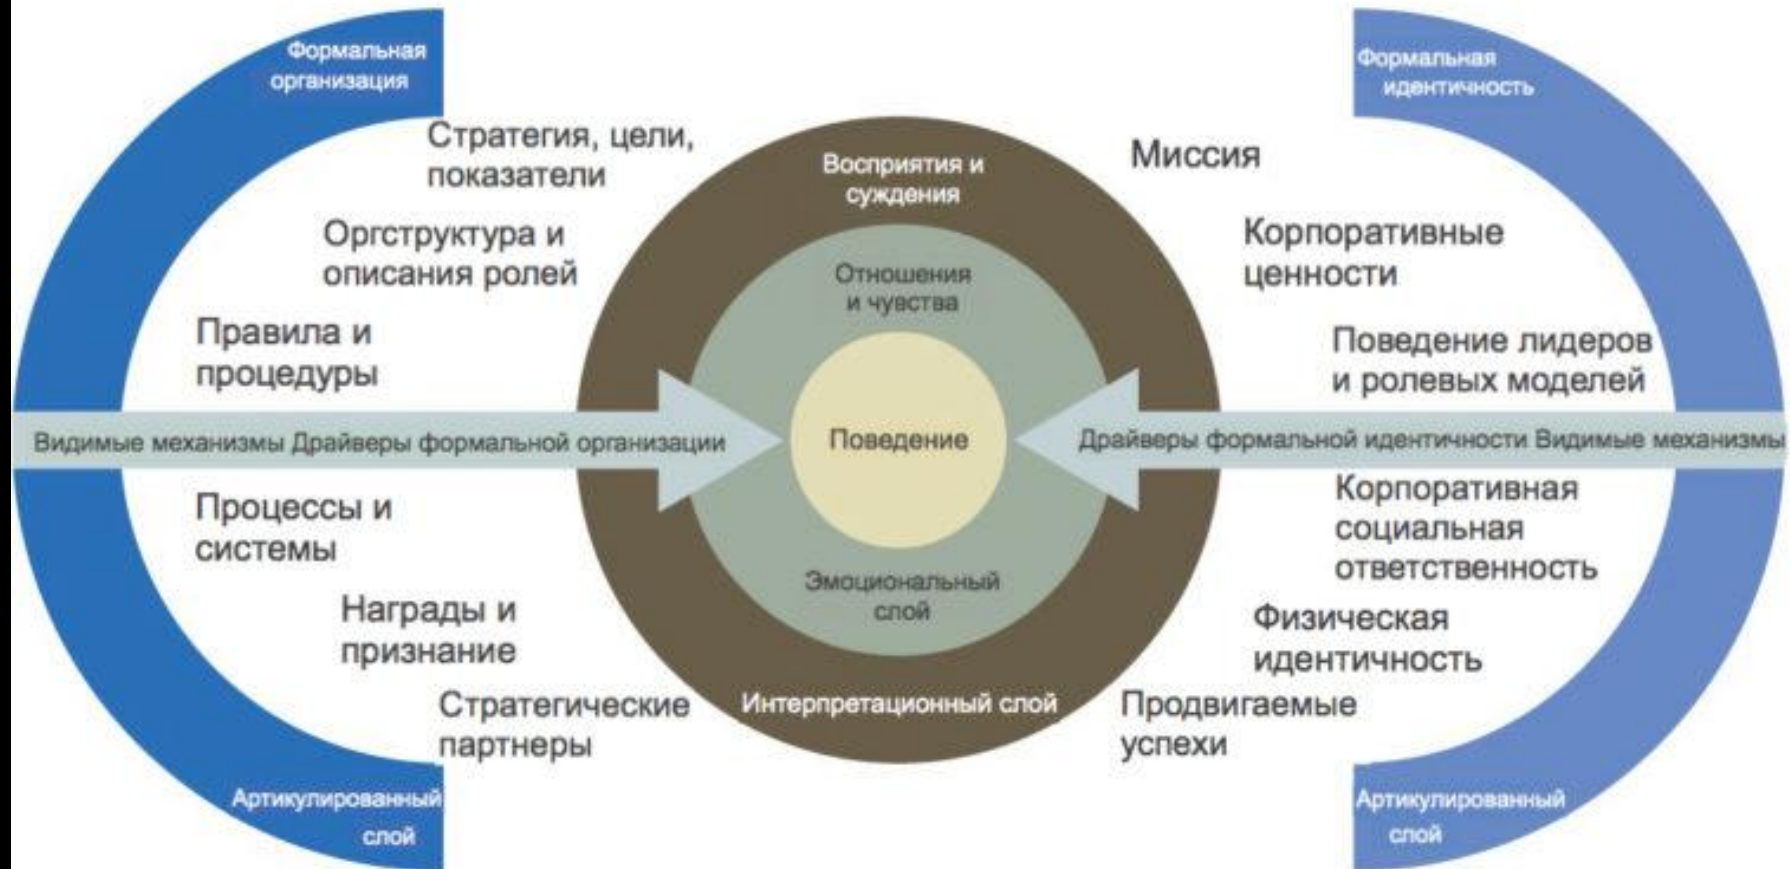 Формальная
организация
Стратегия, цели,
показатели
Оргструктура и
описания ролей
Правила и
процедуры
Видимые механизмы Драйверы формальной организации
Процессы и
системы
Награды и
признание
Стратегические
партнеры
Артикулированный
слой
Восприятия и
суждения
Отношения
и чувства
Поведение
Эмоциональный
слой
Интерпретационный слой
Формальная
идентичность
Миссия
Корпоративные
ценности
Поведение лидеров
и ролевых моделей
Драйверы формальной идентичности Видимые механизмы
Корпоративная
социальная
ответственность
Физическая
идентичность
Продвигаемые
успехи
Артикулированный
слой